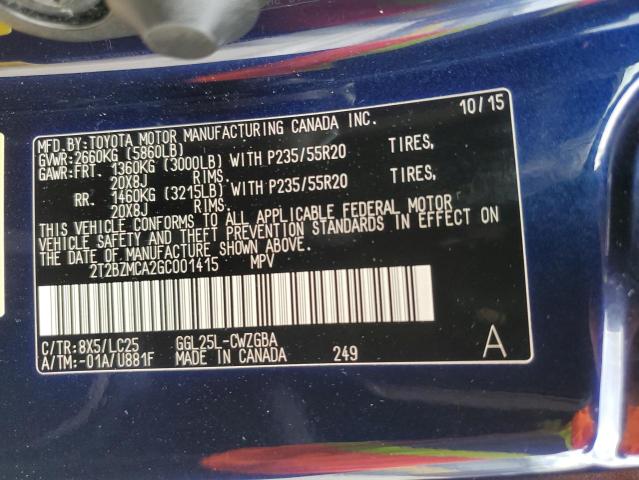 10/15
MFD.BY:TOYOTA MOTOR MANUFACTURING CANADA INC.
GVWR:2660KG (5860LB)
GAWR:FRT. 1360KG (3000LB) WITH P235/55R20 TIRES,
20X8J RIMS.
RR. 1460KG (3215LB) WITH P235/55R20 TIRES,
20X8J RIMS.
THIS VEHICLE CONFORMS TO ALL APPLICABLE FEDERAL MOTOR
VEHICLE SAFETY AND THEFT PREVENTION STANDARDS IN EFFECT ON
THE DATE OF MANUFACTURE SHOWN ABOVE.
2T2BZMCA2GC001415 MPV
C/TR:8X5/LC25 GGL25L-CWZGBA
A/TM:-01A/U881F MADE IN CANADA 249 A